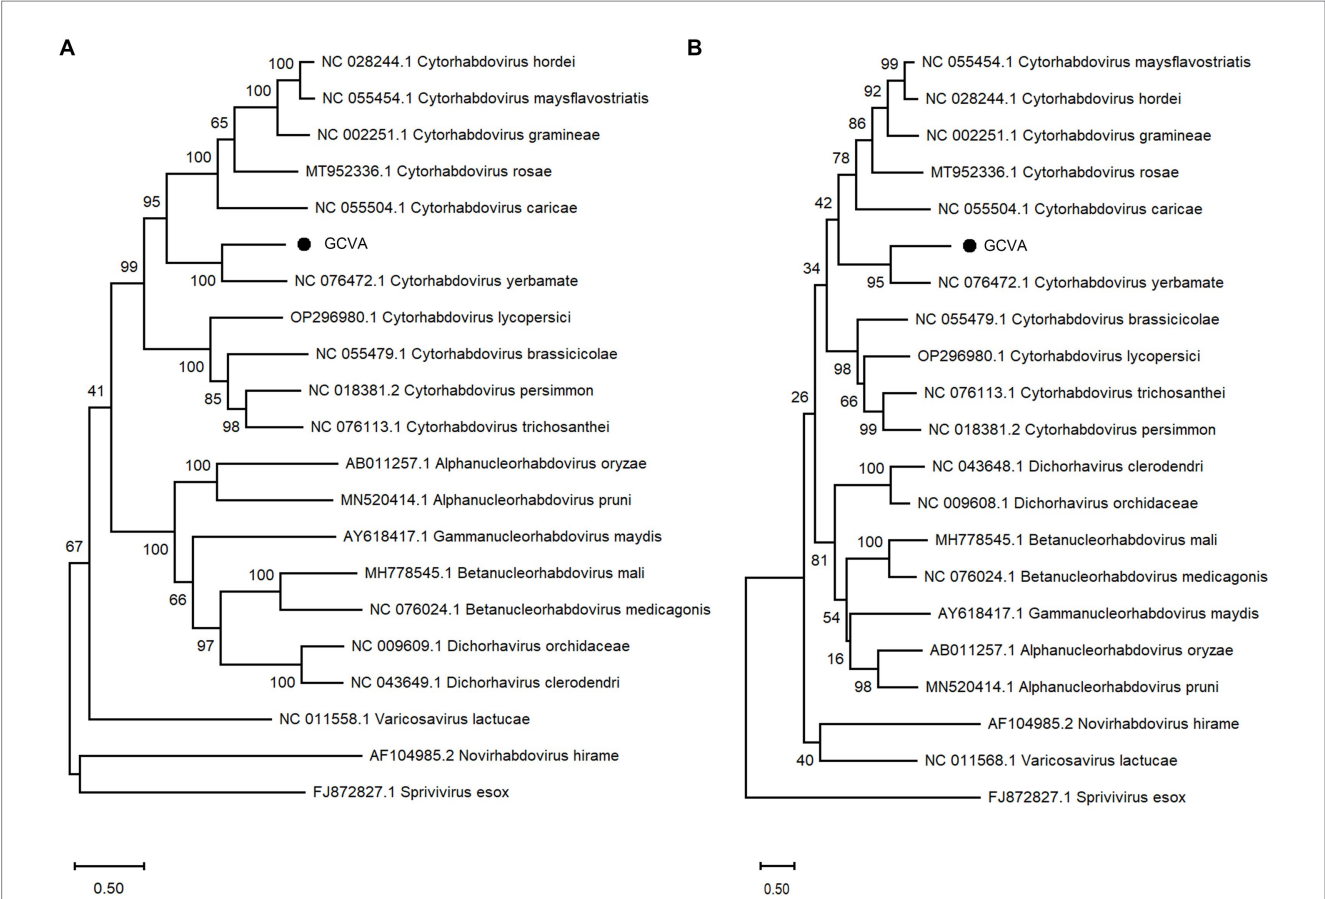 A
100 NC 028244.1 Cytorhabdovirus hordei
100 NC 055454.1 Cytorhabdovirus maysflavostriatis
65 NC 002251.1 Cytorhabdovirus gramineae
100 MT952336.1 Cytorhabdovirus rosae
95 NC 055504.1 Cytorhabdovirus caricae
GCVA
99
100 NC 076472.1 Cytorhabdovirus yerbamate
OP296980.1 Cytorhabdovirus lycopersici
100 NC 055479.1 Cytorhabdovirus brassicicolae
41
85 NC 018381.2 Cytorhabdovirus persimmon
98 NC 076113.1 Cytorhabdovirus trichosanthei
100 AB011257.1 Alphanucleorhabdovirus oryzae
MN520414.1 Alphanucleorhabdovirus pruni
67
100 AY618417.1 Gammanucleorhabdovirus maydis
100 MH778545.1 Betanucleorhabdovirus mali
66 NC 076024.1 Betanucleorhabdovirus medicagonis
97 NC 009609.1 Dichorhavirus orchidaceae
100 NC 043649.1 Dichorhavirus clerodendri
NC 011558.1 Varicosavirus lactucae
AF104985.2 Novirhabdovirus hirame
FJ872827.1 Sprivivirus esox
0.50
B
99 NC 055454.1 Cytorhabdovirus maysflavostriatis
92 NC 028244.1 Cytorhabdovirus hordei
86 NC 002251.1 Cytorhabdovirus gramineae
78 MT952336.1 Cytorhabdovirus rosae
42 NC 055504.1 Cytorhabdovirus caricae
GCVA
34
95 NC 076472.1 Cytorhabdovirus yerbamate
NC 055479.1 Cytorhabdovirus brassicicolae
98 OP296980.1 Cytorhabdovirus lycopersici
26
66 NC 076113.1 Cytorhabdovirus trichosanthei
99 NC 018381.2 Cytorhabdovirus persimmon
100 NC 043648.1 Dichorhavirus clerodendri
NC 009608.1 Dichorhavirus orchidaceae
100 MH778545.1 Betanucleorhabdovirus mali
81
NC 076024.1 Betanucleorhabdovirus medicagonis
54 AY618417.1 Gammanucleorhabdovirus maydis
16 AB011257.1 Alphanucleorhabdovirus oryzae
98 MN520414.1 Alphanucleorhabdovirus pruni
AF104985.2 Novirhabdovirus hirame
40 NC 011568.1 Varicosavirus lactucae
FJ872827.1 Sprivivirus esox
0.50